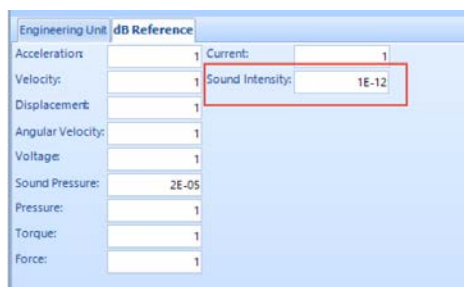 Engineering Unit dB Reference
Acceleration: 1 Current: 1
Velocity: 1 Sound Intensity: 1E-12
Displacement: 1
Angular Velocity: 1
Voltage: 1
Sound Pressure: 2E-05
Pressure: 1
Torque: 1
Force: 1